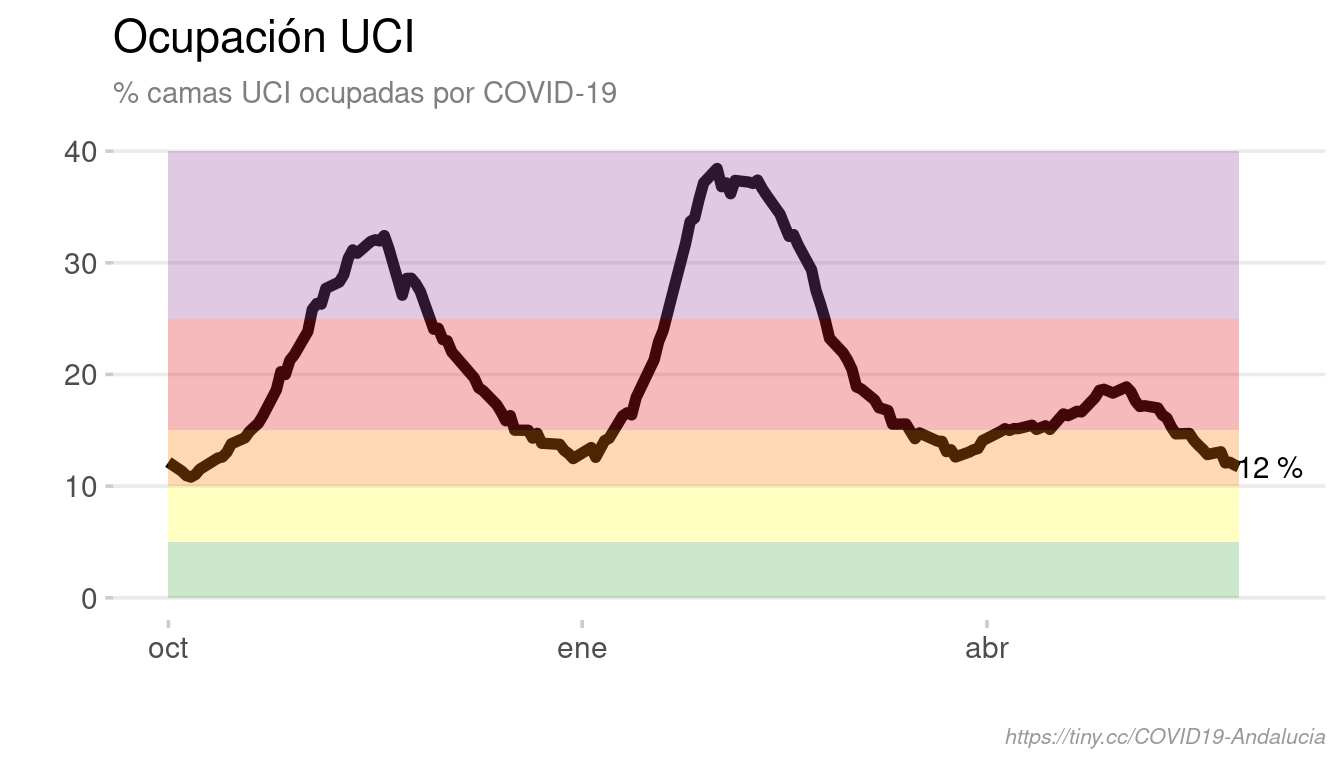 Ocupación UCI
% camas UCI ocupadas por COVID-19
40
30
20
10
0
12 %
oct
ene
abr
https://tiny.cc/COVID19-Andalucia